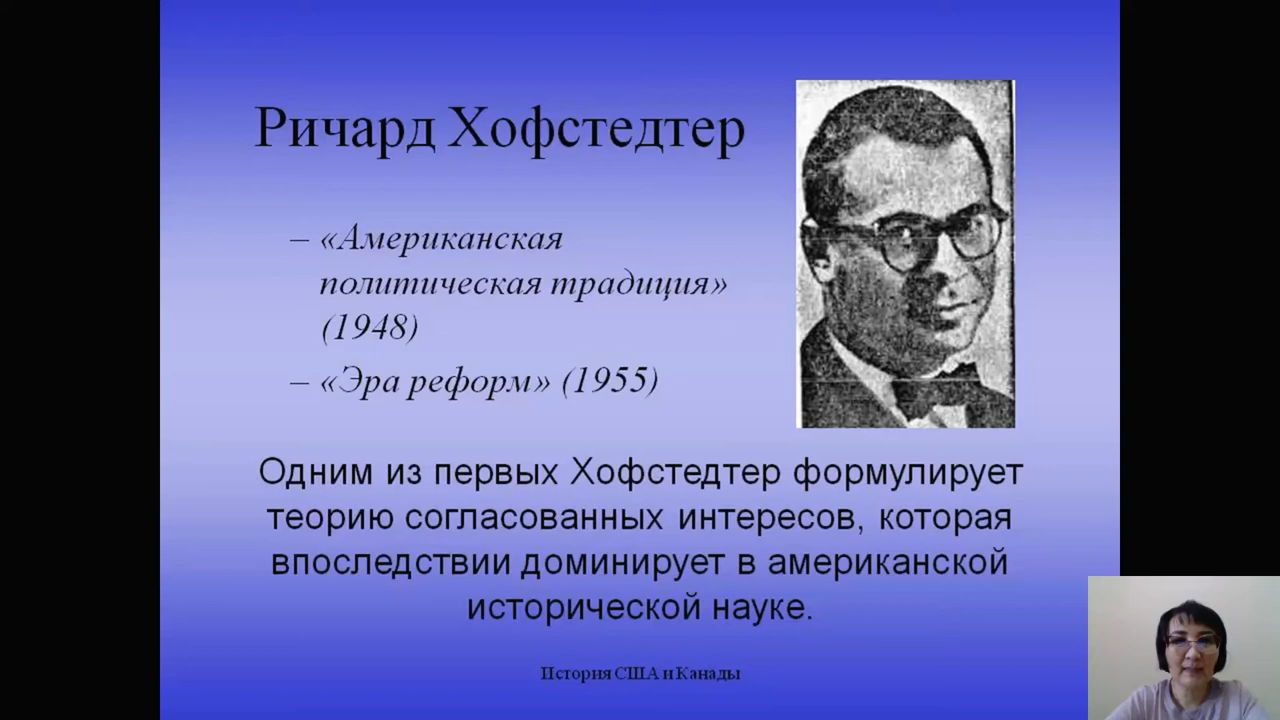 Ричард Хофстедтер
– «Американская
политическая традиция»
(1948)
– «Эра реформ» (1955)
Одним из первых Хофстедтер формулирует
теорию согласованных интересов, которая
впоследствии доминирует в американской
исторической науке.
История США и Канады